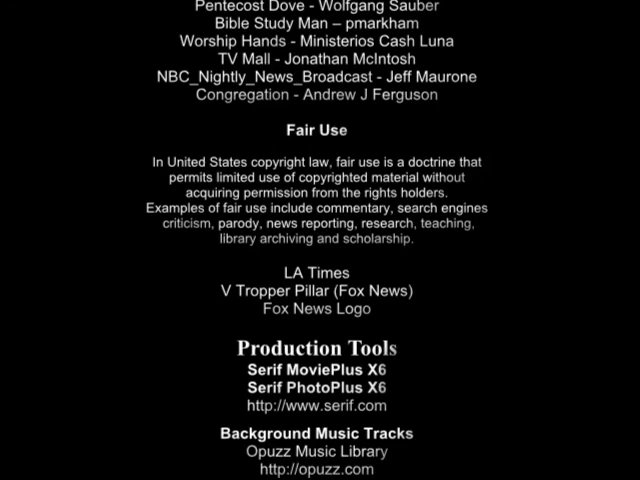 Pentecost Dove - Wolfgang Sauber
Bible Study Man – pmarkham
Worship Hands - Ministerios Cash Luna
TV Mall - Jonathan McIntosh
NBC_Nightly_News_Broadcast - Jeff Maurone
Congregation - Andrew J Ferguson
Fair Use
In United States copyright law, fair use is a doctrine that
permits limited use of copyrighted material without
acquiring permission from the rights holders.
Examples of fair use include commentary, search engines
criticism, parody, news reporting, research, teaching,
library archiving and scholarship.
LA Times
V Tropper Pillar (Fox News)
Fox News Logo
Production Tools
Serif MoviePlus X6
Serif PhotoPlus X6
http://www.serif.com
Background Music Tracks
Opuzz Music Library
http://opuzz.com